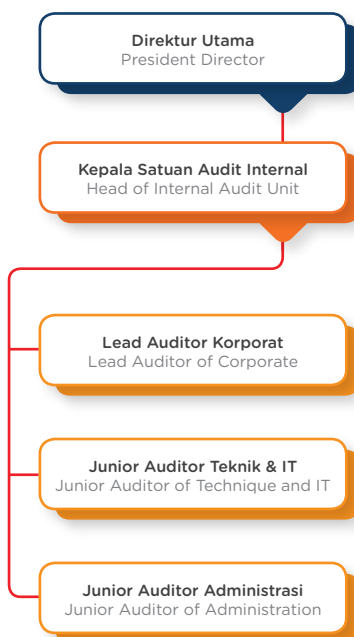 Direktur Utama
President Director
Kepala Satuan Audit Internal
Head of Internal Audit Unit
Lead Auditor Korporat
Lead Auditor of Corporate
Junior Auditor Teknik & IT
Junior Auditor of Technique and IT
Junior Auditor Administrasi
Junior Auditor of Administration